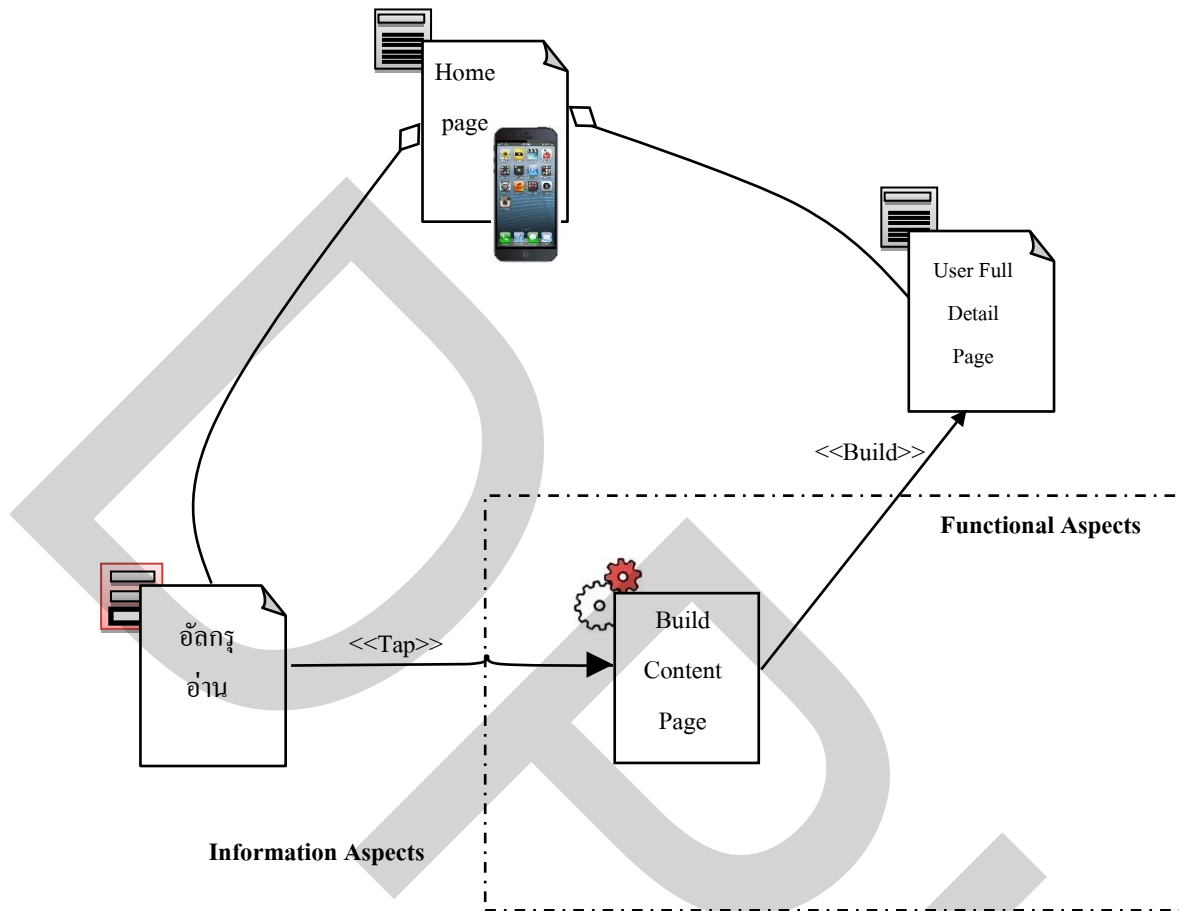 Home
page
User Full
Detail
Page
<<Build>>
Functional Aspects
อัลกรุ
อ่าน
<<Tap>>
Build
Content
Page
Information Aspects